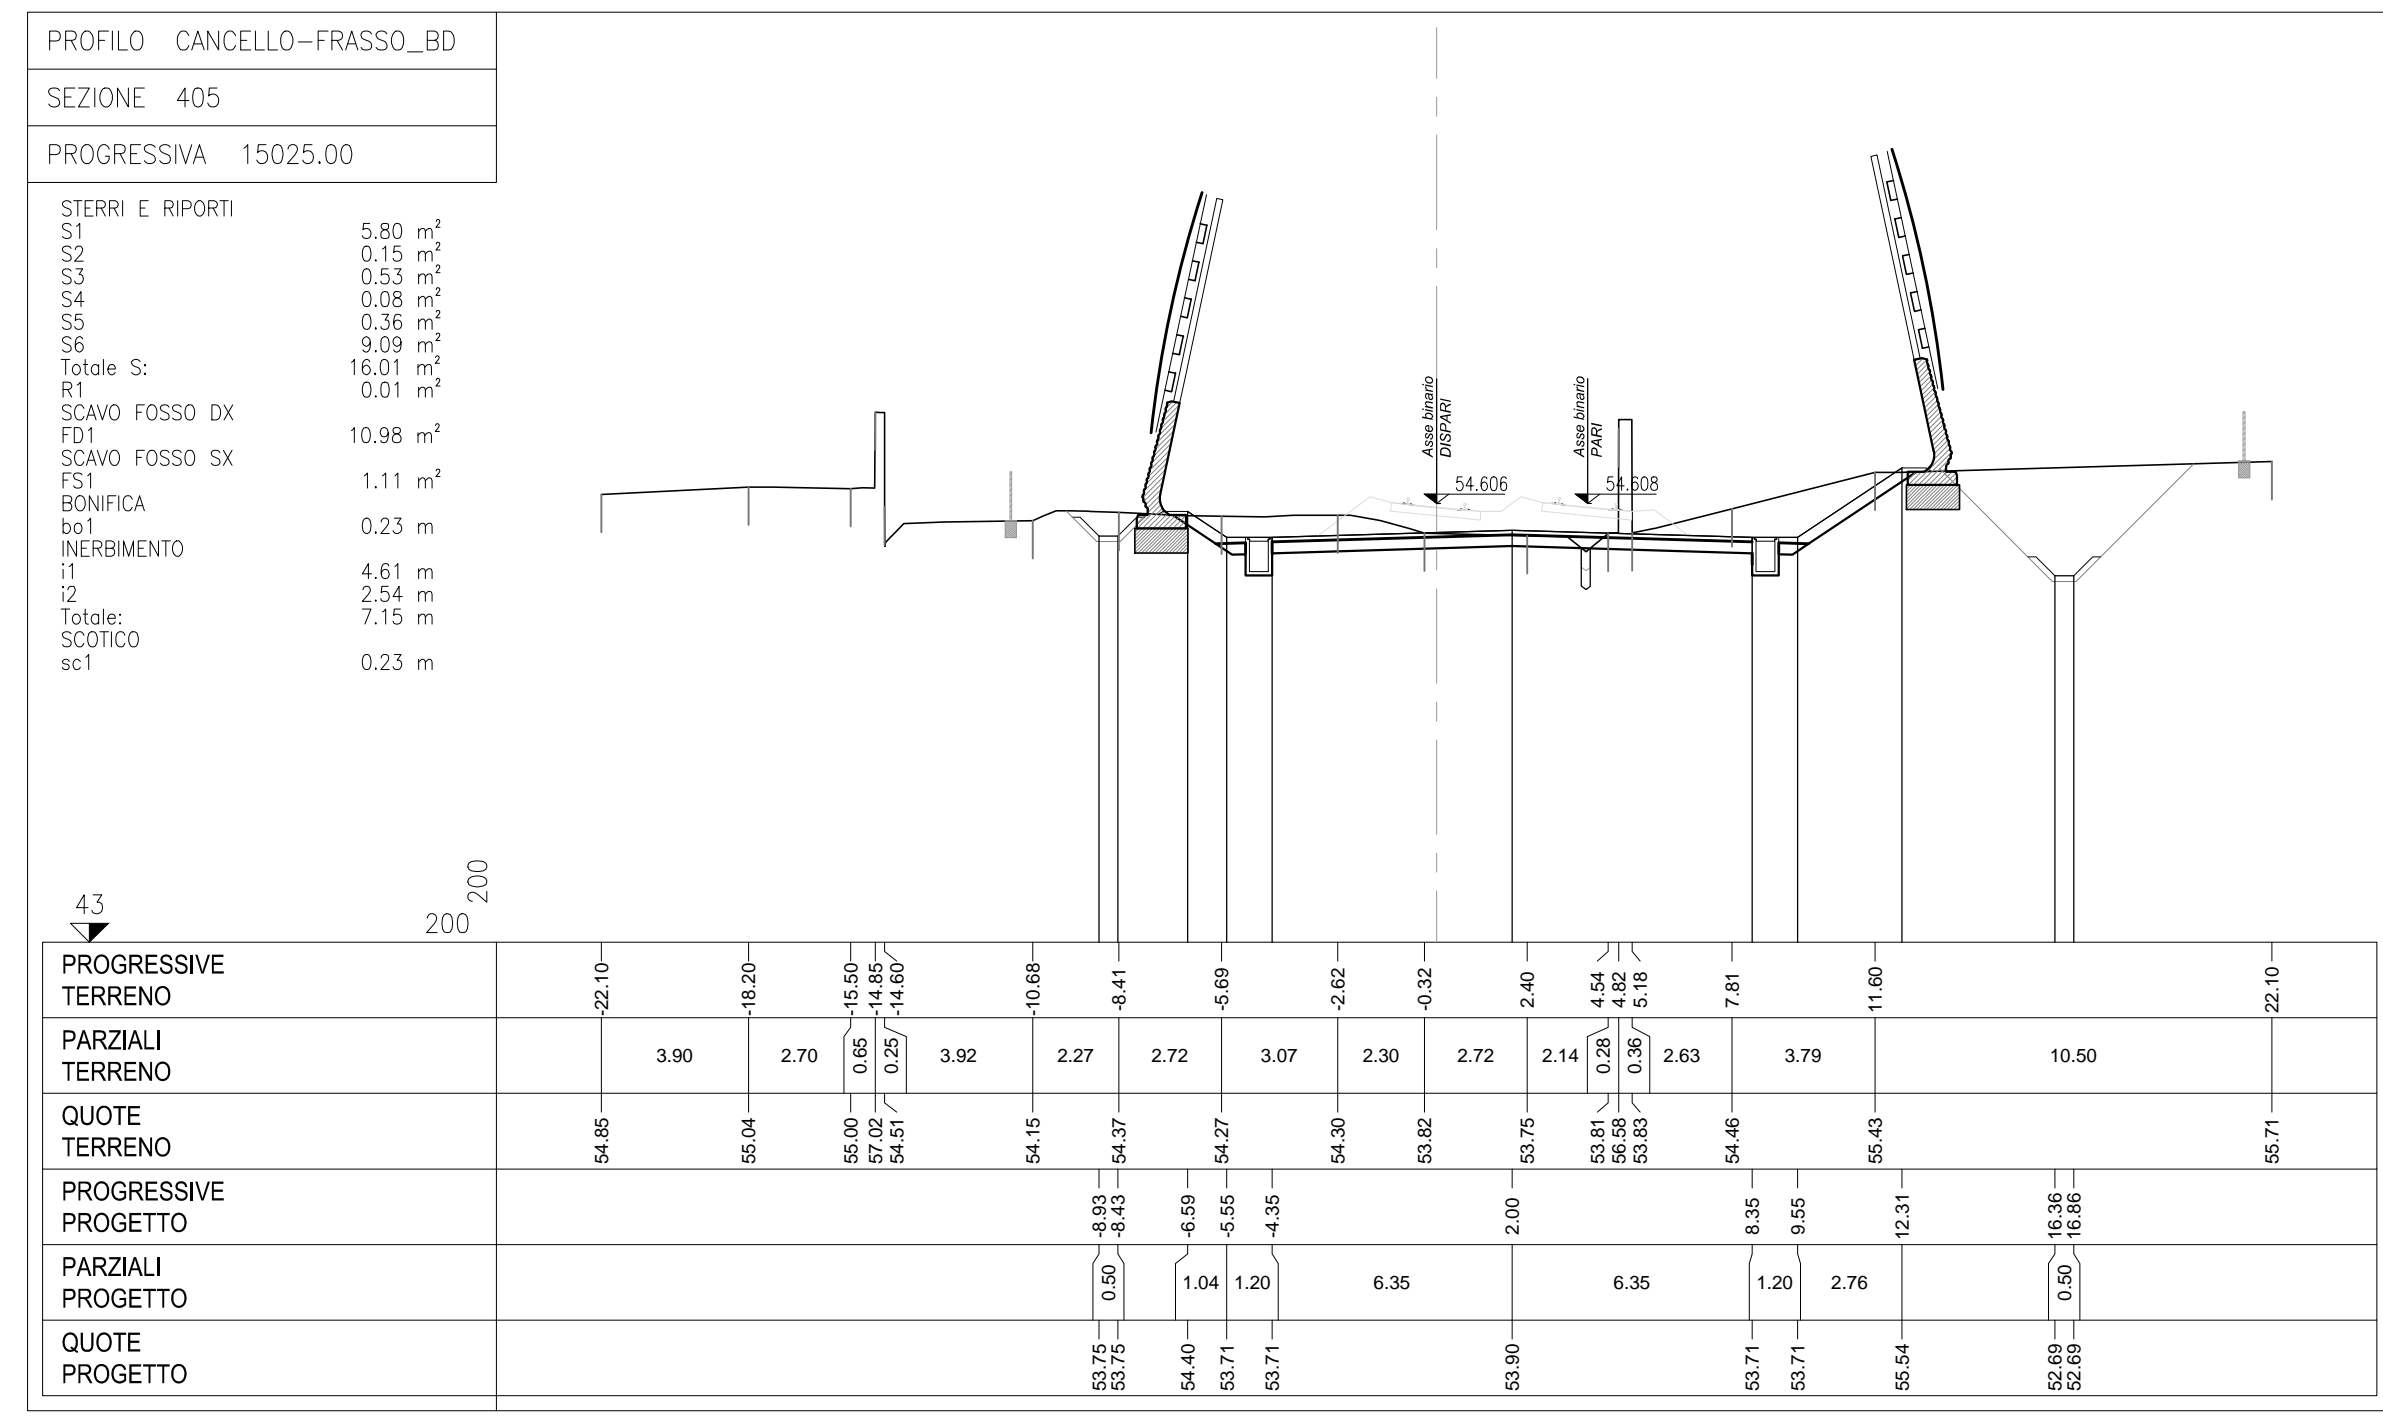 PROFILO CANCELLO-FRASSO_BD
SEZIONE 405
PROGRESSIVA 15025.00
STERRI E RIPORTI
S1 5.80 m²
S2 0.15 m²
S3 0.53 m²
S4 0.08 m²
S5 0.36 m²
S6 9.09 m²
Totale S: 16.01 m²
R1 0.01 m²
SCAVO FOSSO DX
FD1 10.98 m²
SCAVO FOSSO SX
FS1 1.11 m²
BONIFICA
bo1 0.23 m
INERBIMENTO
i1 4.61 m
i2 2.54 m
Totale: 7.15 m
SCOTICO
sc1 0.23 m
Asse binario
DISPARI
54.606
Asse binario
PARI
54.608
43
200
200
PROGRESSIVE
TERRENO
-22.10 -18.20 -15.50 -14.85 -14.60 -10.68 -8.41 -5.69 -2.62 -0.32 2.40 4.54 4.82 5.18 7.81 11.60 22.10
PARZIALI
TERRENO
3.90 2.70 0.65 0.25 3.92 2.27 2.72 3.07 2.30 2.72 2.14 0.28 0.36 2.63 3.79 10.50
QUOTE
TERRENO
54.85 55.04 55.00 57.02 54.51 54.15 54.37 54.27 54.30 53.82 53.75 53.81 56.58 53.83 54.46 55.43 55.71
PROGRESSIVE
PROGETTO
-8.93 -8.43 -6.59 -5.55 -4.35 2.00 8.35 9.55 12.31 16.36 16.86
PARZIALI
PROGETTO
0.50 1.04 1.20 6.35 6.35 1.20 2.76 0.50
QUOTE
PROGETTO
53.75 53.75 54.40 53.71 53.71 53.90 53.71 53.71 55.54 52.69 52.69